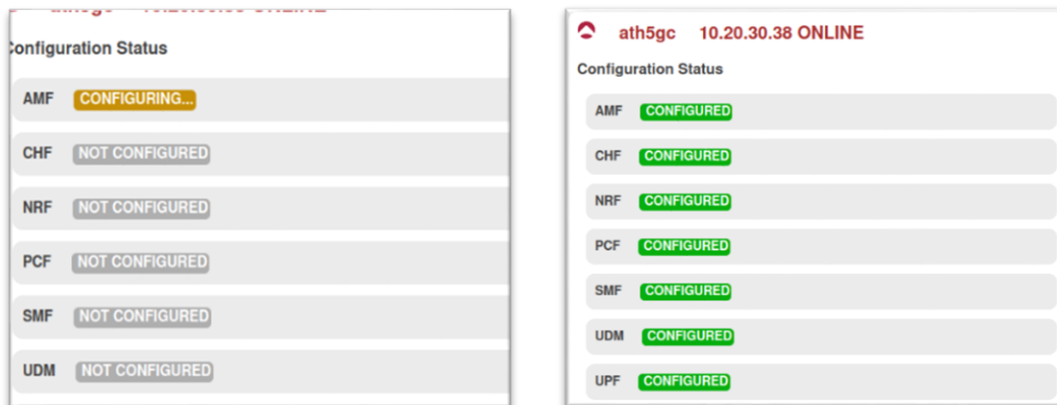 Configuration Status
AMF CONFIGURING...
CHF NOT CONFIGURED
NRF NOT CONFIGURED
PCF NOT CONFIGURED
SMF NOT CONFIGURED
UDM NOT CONFIGURED
ath5gc 10.20.30.38 ONLINE
Configuration Status
AMF CONFIGURED
CHF CONFIGURED
NRF CONFIGURED
PCF CONFIGURED
SMF CONFIGURED
UDM CONFIGURED
UPF CONFIGURED